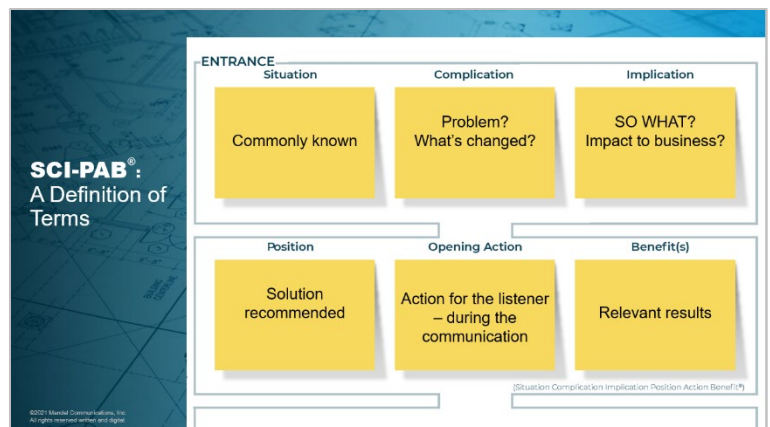 SCI-PAB®:
A Definition of
Terms
ENTRANCE
Situation
Complication
Implication
Commonly known
Problem?
What's changed?
SO WHAT?
Impact to business?
Position
Opening Action
Benefit(s)
Solution
recommended
Action for the listener
– during the
communication
Relevant results
(Situation Complication Implication Position Action Benefit®)
BUILDING
CENTERLINE
©2021 Mandel Communications, Inc.
All rights reserved written and digital